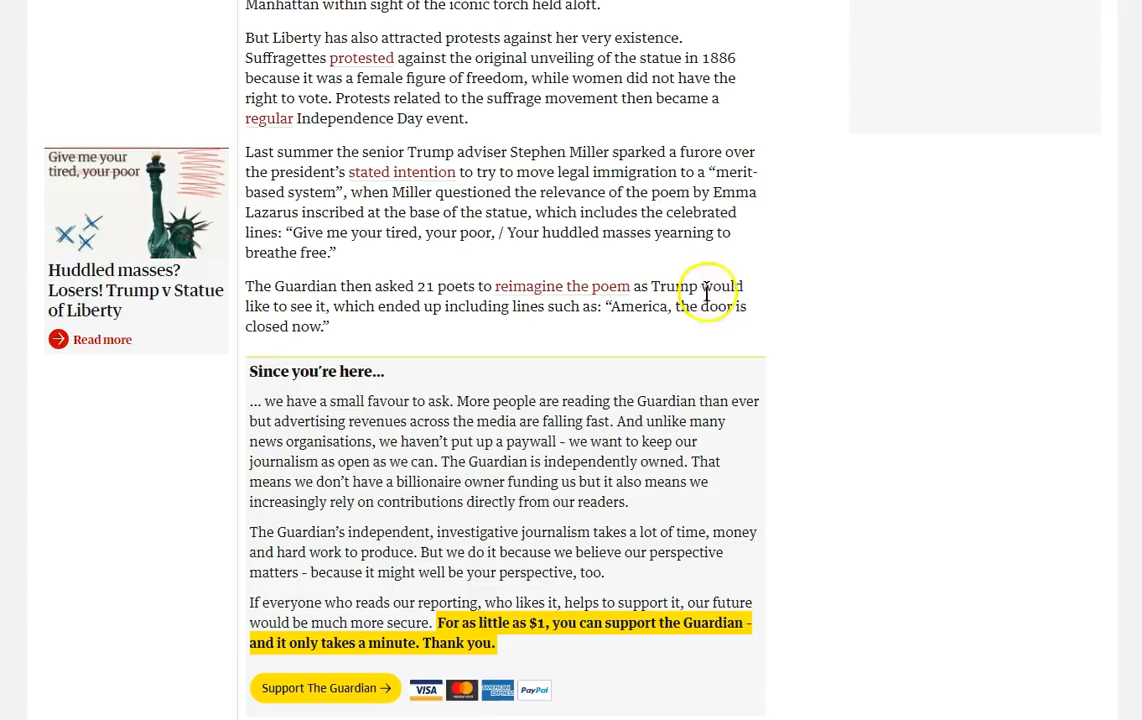 Manhattan within sight of the iconic torch held aloft.
But Liberty has also attracted protests against her very existence.
Suffragettes protested against the original unveiling of the statue in 1886
because it was a female figure of freedom, while women did not have the
right to vote. Protests related to the suffrage movement then became a
regular Independence Day event.
Give me your
tired, your poor
Huddled masses?
Losers! Trump v Statue
of Liberty
Read more
Last summer the senior Trump adviser Stephen Miller sparked a furore over
the president’s stated intention to try to move legal immigration to a “merit-
based system”, when Miller questioned the relevance of the poem by Emma
Lazarus inscribed at the base of the statue, which includes the celebrated
lines: “Give me your tired, your poor, / Your huddled masses yearning to
breathe free.”
The Guardian then asked 21 poets to reimagine the poem as Trump would
like to see it, which ended up including lines such as: “America, the door is
closed now.”
Since you’re here...
... we have a small favour to ask. More people are reading the Guardian than ever
but advertising revenues across the media are falling fast. And unlike many
news organisations, we haven’t put up a paywall – we want to keep our
journalism as open as we can. The Guardian is independently owned. That
means we don’t have a billionaire owner funding us but it also means we
increasingly rely on contributions directly from our readers.
The Guardian’s independent, investigative journalism takes a lot of time, money
and hard work to produce. But we do it because we believe our perspective
matters – because it might well be your perspective, too.
If everyone who reads our reporting, who likes it, helps to support it, our future
would be much more secure. For as little as $1, you can support the Guardian –
and it only takes a minute. Thank you.
Support The Guardian → VISA MasterCard AMERICAN EXPRESS PayPal